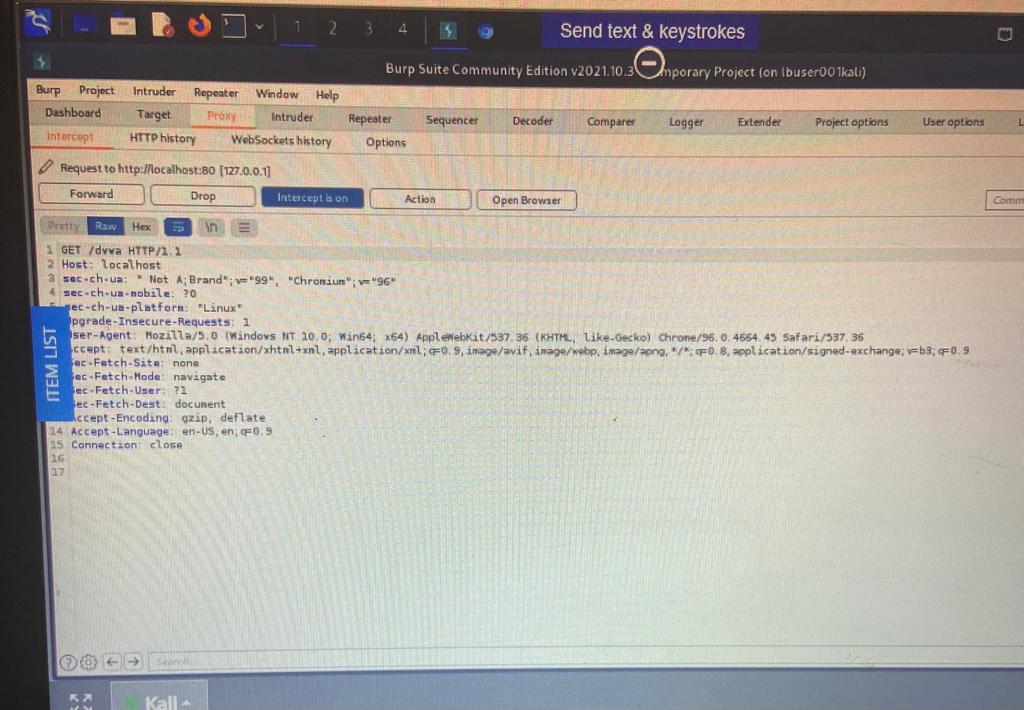 1 2 3 4
Send text & keystrokes
Burp Suite Community Edition v2021.10.3 mporary Project (on lbuser001kali)
Burp Project Intruder Repeater Window Help
Dashboard Target Proxy Intruder Repeater Sequencer Decoder Comparer Logger Extender Project options User options
Intercept HTTP history WebSockets history Options
Request to http://localhost:80 [127.0.0.1]
Forward Drop Intercept is on Action Open Browser Comm
Pretty Raw Hex \n
1 GET /dvwa HTTP/1.1
2 Host: localhost
3 sec-ch-ua: " Not A;Brand";v="99", "Chromium";v="96"
4 sec-ch-ua-mobile: ?0
sec-ch-ua-platform: "Linux"
Upgrade-Insecure-Requests: 1
User-Agent: Mozilla/5.0 (Windows NT 10.0; Win64; x64) AppleWebKit/537.36 (KHTML, like Gecko) Chrome/96.0.4664.45 Safari/537.36
Accept: text/html,application/xhtml+xml,application/xml;q=0.9,image/avif,image/webp,image/apng,*/*;q=0.8,application/signed-exchange;v=b3;q=0.9
Sec-Fetch-Site: none
Sec-Fetch-Mode: navigate
Sec-Fetch-User: ?1
Sec-Fetch-Dest: document
Accept-Encoding: gzip, deflate
14 Accept-Language: en-US,en;q=0.9
15 Connection: close
16
17
ITEM LIST
Search...
Kali